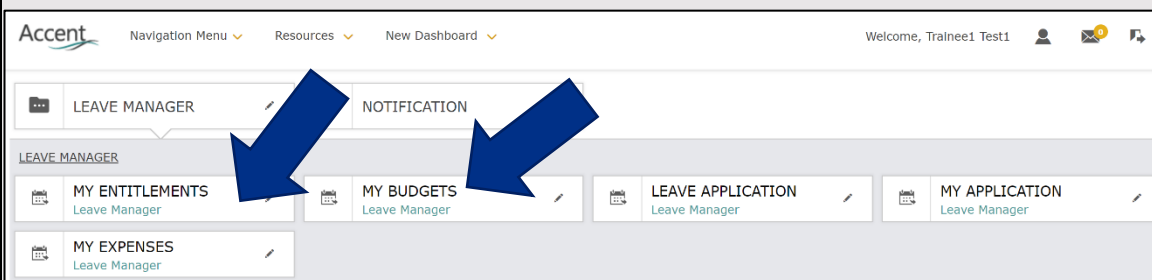 Accent Navigation Menu Resources New Dashboard Welcome, Trainee1 Test1 0
LEAVE MANAGER NOTIFICATION
LEAVE MANAGER
MY ENTITLEMENTS MY BUDGETS LEAVE APPLICATION MY APPLICATION
Leave Manager Leave Manager Leave Manager Leave Manager
MY EXPENSES
Leave Manager